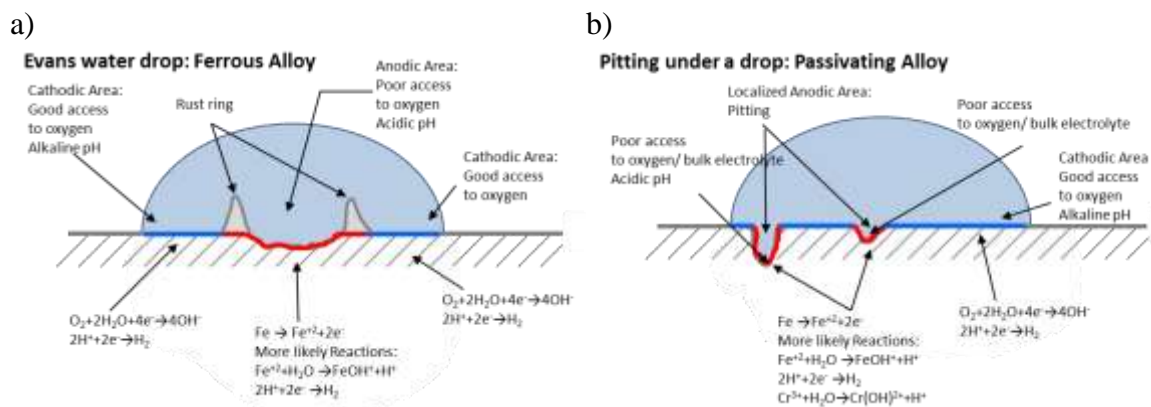 a)
Evans water drop: Ferrous Alloy
Cathodic Area:
Good access
to oxygen
Alkaline pH
Rust ring
Anodic Area:
Poor access
to oxygen
Acidic pH
Cathodic Area:
Good access
to oxygen
O₂+2H₂O+4e⁻→4OH⁻
2H⁺+2e⁻→H₂
Fe → Fe⁺²+2e⁻
More likely Reactions:
Fe⁺²+H₂O →FeOH⁺+H⁺
2H⁺+2e⁻ →H₂
O₂+2H₂O+4e⁻→4OH⁻
2H⁺+2e⁻→H₂
b)
Pitting under a drop: Passivating Alloy
Localized Anodic Area:
Pitting
Poor access
to oxygen/ bulk electrolyte
Poor access
to oxygen/ bulk electrolyte
Acidic pH
Cathodic Area
Good access
to oxygen
Alkaline pH
Fe →Fe⁺²+2e⁻
More likely Reactions:
Fe⁺²+H₂O →FeOH⁺+H⁺
2H⁺+2e⁻ →H₂
Cr³⁺+H₂O→Cr(OH)²⁺+H⁺
O₂+2H₂O+4e⁻→4OH⁻
2H⁺+2e⁻→H₂